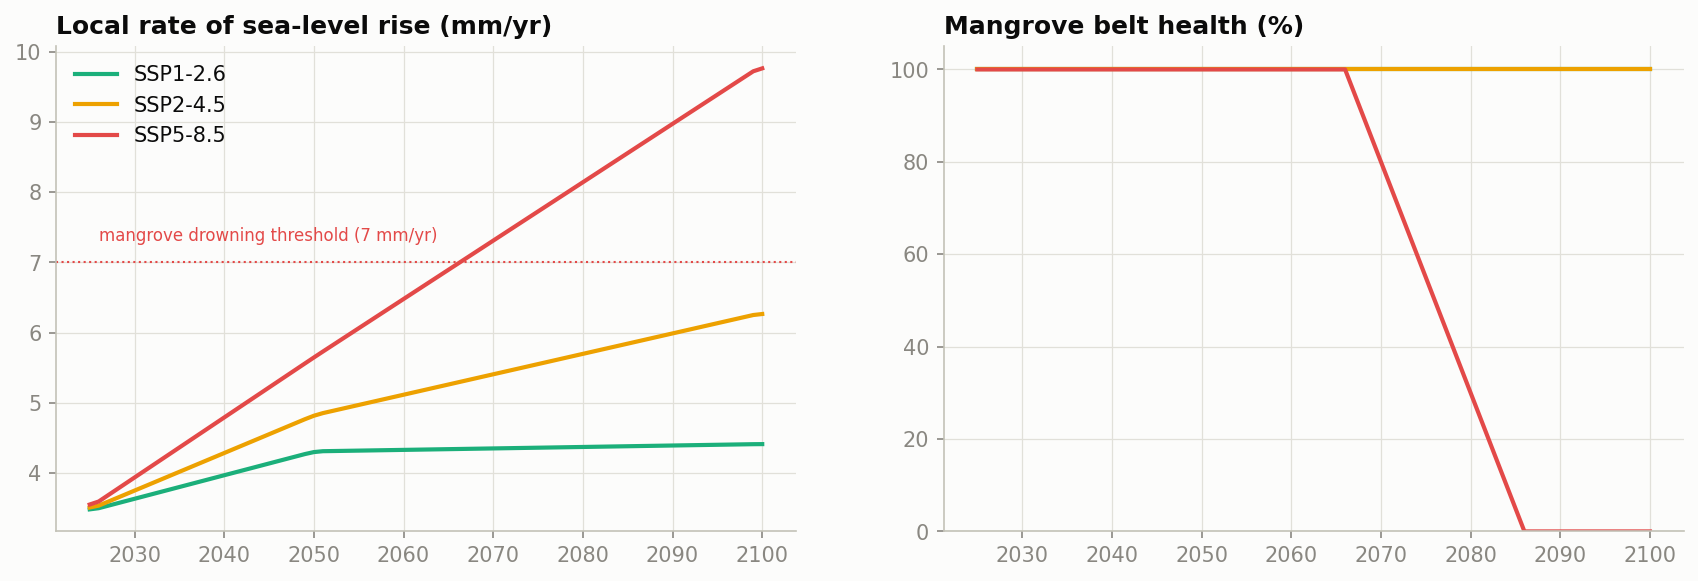 Local rate of sea-level rise (mm/yr)
10
9
8
7
6
5
4
SSP1-2.6
SSP2-4.5
SSP5-8.5
mangrove drowning threshold (7 mm/yr)
2030 2040 2050 2060 2070 2080 2090 2100
Mangrove belt health (%)
100
80
60
40
20
0
2030 2040 2050 2060 2070 2080 2090 2100